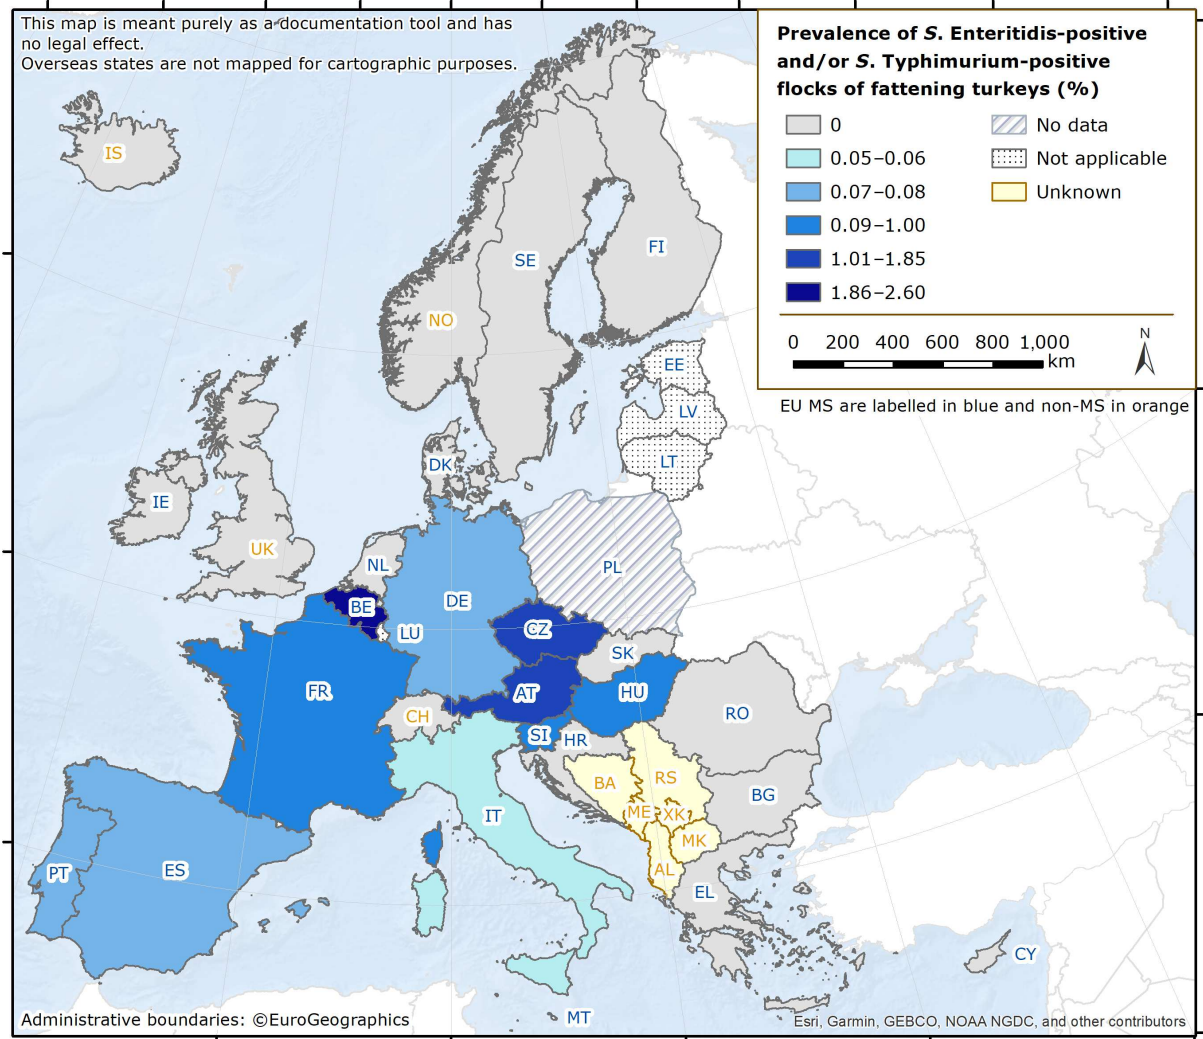 This map is meant purely as a documentation tool and has
no legal effect.
Overseas states are not mapped for cartographic purposes.
Prevalence of S. Enteritidis-positive
and/or S. Typhimurium-positive
flocks of fattening turkeys (%)
0
No data
0.05–0.06
Not applicable
0.07–0.08
Unknown
0.09–1.00
1.01–1.85
1.86–2.60
0 200 400 600 800 1,000
km
N
EU MS are labelled in blue and non-MS in orange
IS
FI
SE
NO
EE
LV
LT
DK
IE
UK
NL
PL
DE
BE
CZ
LU
SK
FR
AT
HU
CH
RO
SI
HR
RS
BA
BG
ME
XK
IT
MK
AL
PT
ES
EL
CY
MT
Administrative boundaries: ©EuroGeographics
Esri, Garmin, GEBCO, NOAA NGDC, and other contributors